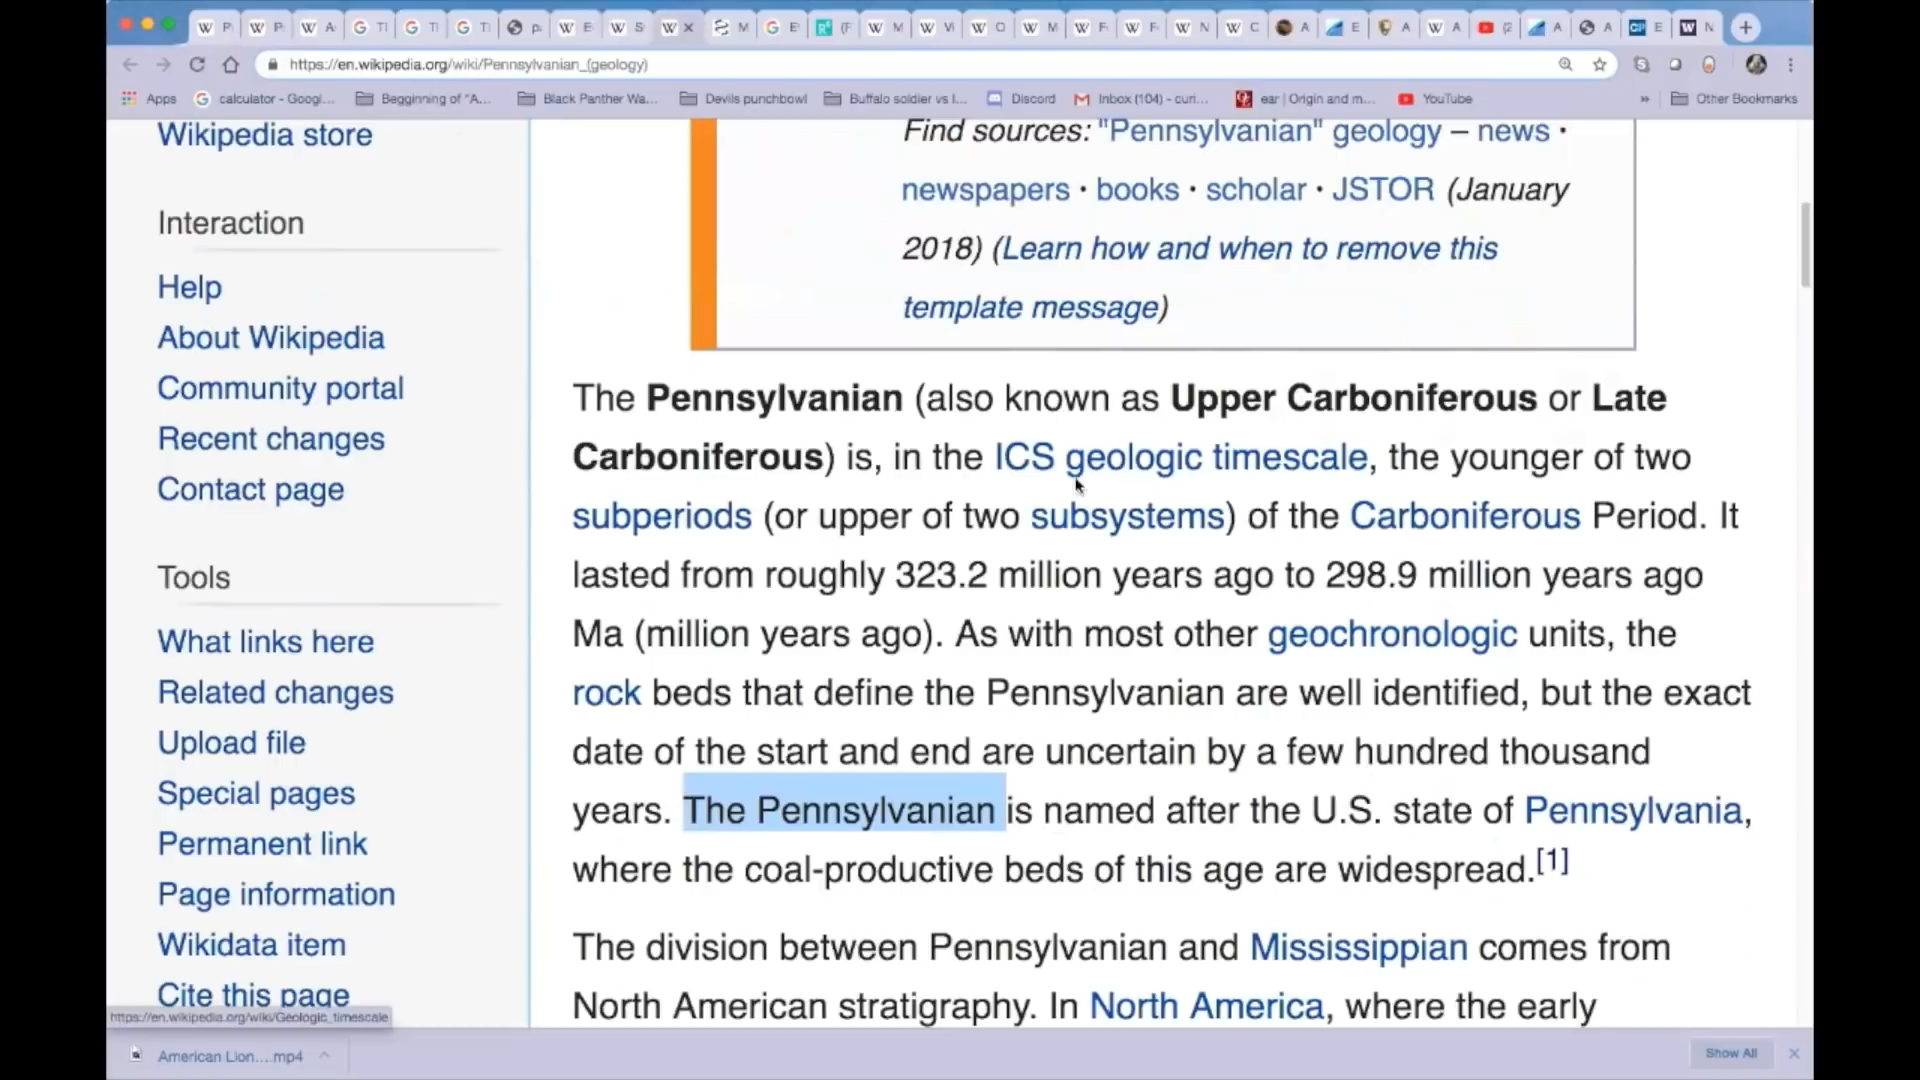 https://en.wikipedia.org/wiki/Pennsylvanian_(geology)
Apps
calculator - Googl...
Begginning of "A...
Black Panther Wa...
Devils punchbowl
Buffalo soldier vs l...
Discord
Inbox (104) - curi...
ear | Origin and m...
YouTube
»
Other Bookmarks
Wikipedia store
Interaction
Help
About Wikipedia
Community portal
Recent changes
Contact page
Tools
What links here
Related changes
Upload file
Special pages
Permanent link
Page information
Wikidata item
Cite this page
Find sources: "Pennsylvanian" geology – news ·
newspapers · books · scholar · JSTOR (January
2018) (Learn how and when to remove this
template message)
The Pennsylvanian (also known as Upper Carboniferous or Late
Carboniferous) is, in the ICS geologic timescale, the younger of two
subperiods (or upper of two subsystems) of the Carboniferous Period. It
lasted from roughly 323.2 million years ago to 298.9 million years ago
Ma (million years ago). As with most other geochronologic units, the
rock beds that define the Pennsylvanian are well identified, but the exact
date of the start and end are uncertain by a few hundred thousand
years. The Pennsylvanian is named after the U.S. state of Pennsylvania,
where the coal-productive beds of this age are widespread.[1]
The division between Pennsylvanian and Mississippian comes from
North American stratigraphy. In North America, where the early
https://en.wikipedia.org/wiki/Geologic_timescale
American Lion....mp4
Show All